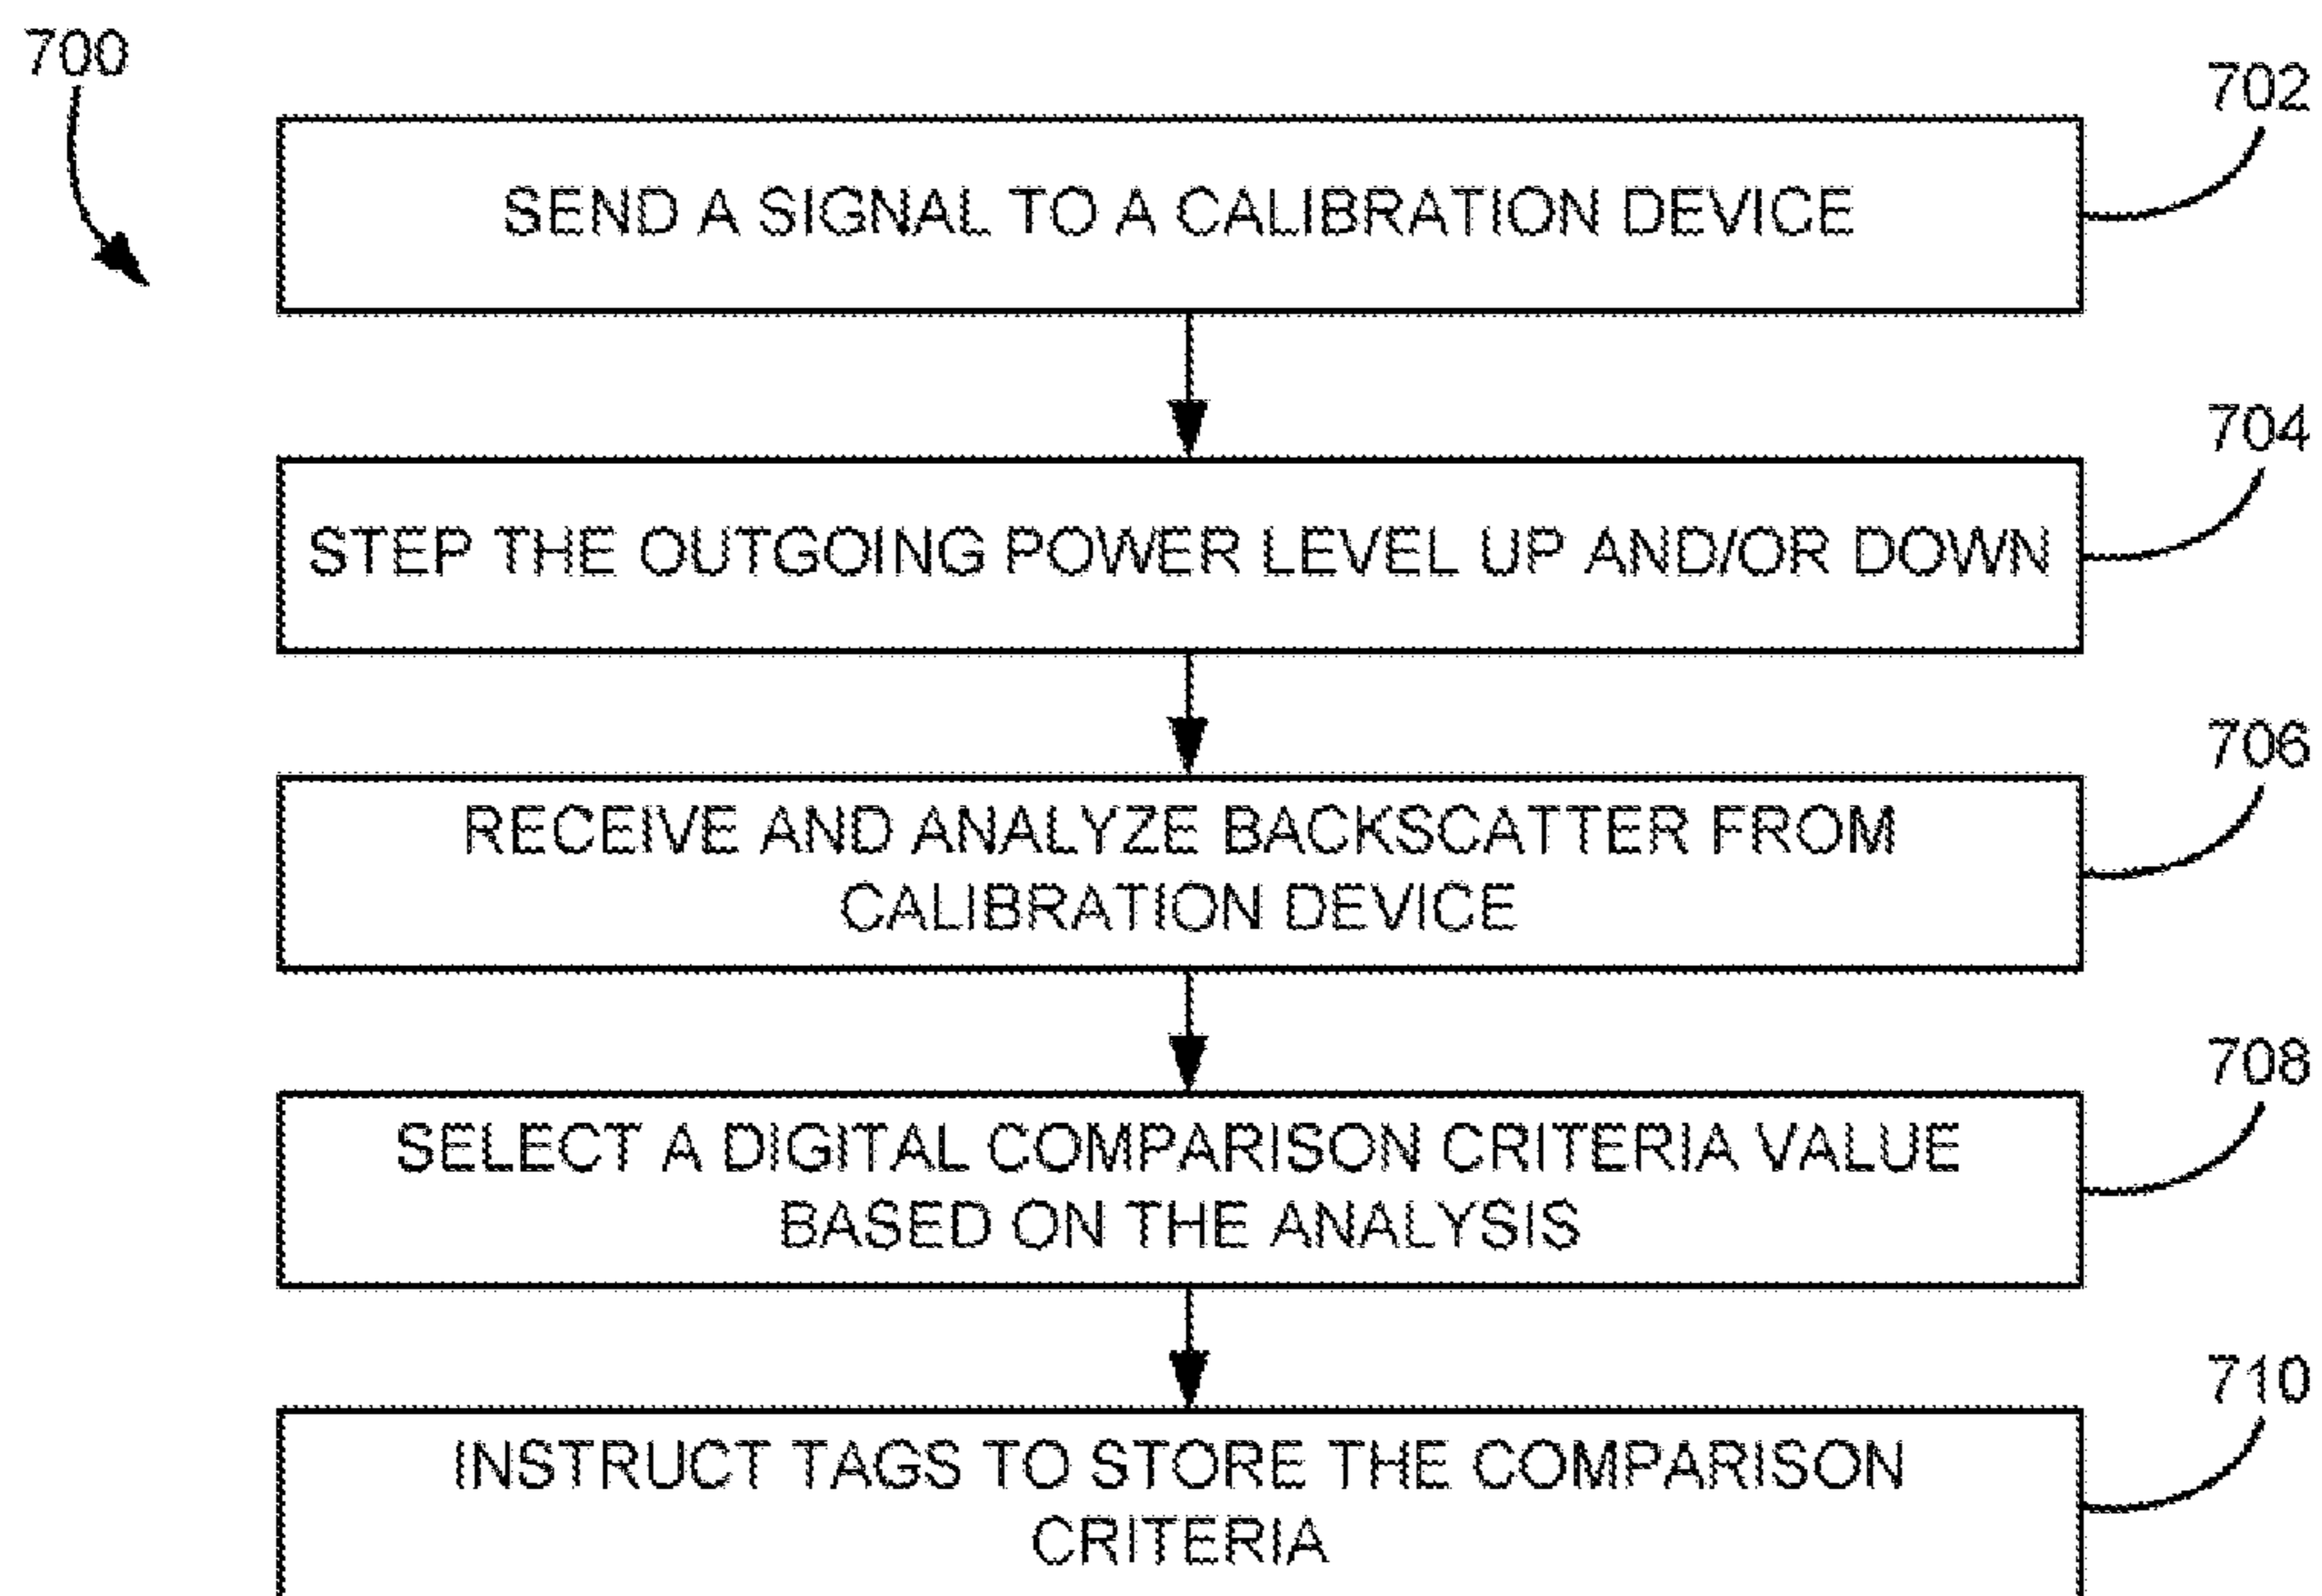 700
702
SEND A SIGNAL TO A CALIBRATION DEVICE
704
STEP THE OUTGOING POWER LEVEL UP AND/OR DOWN
706
RECEIVE AND ANALYZE BACKSCATTER FROM
CALIBRATION DEVICE
708
SELECT A DIGITAL COMPARISON CRITERIA VALUE
BASED ON THE ANALYSIS
710
INSTRUCT TAGS TO STORE THE COMPARISON
CRITERIA